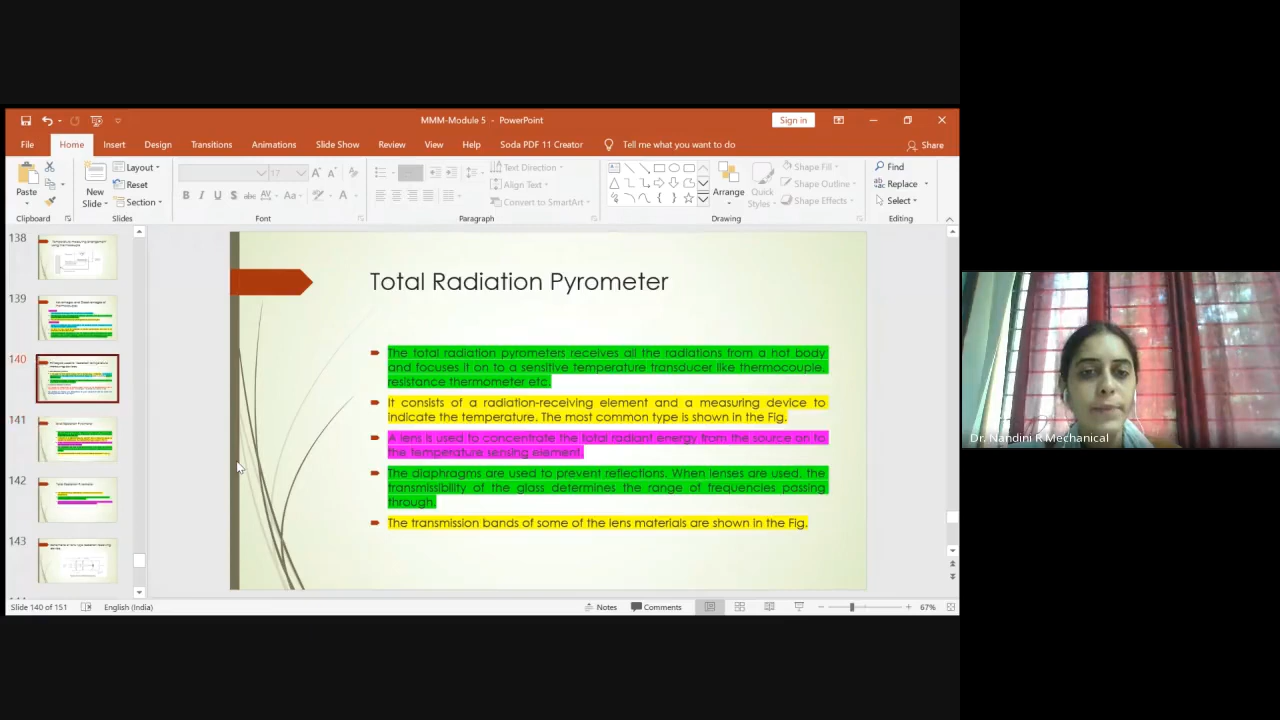 MMM-Module 5 - PowerPoint
Sign in
File Home Insert Design Transitions Animations Slide Show Review View Help Soda PDF 11 Creator Tell me what you want to do Share
Paste
Clipboard
New Slide
Layout
Reset
Section
Slides
17
B I U S abc AV Aa A
Font
Paragraph
Text Direction
Align Text
Convert to SmartArt
Arrange
Quick Styles
Shape Fill
Shape Outline
Shape Effects
Drawing
Find
Replace
Select
Editing
138
139
140
141
142
143
Total Radiation Pyrometer
The total radiation pyrometers receives all the radiations from a hot body
and focuses it on to a sensitive temperature transducer like thermocouple,
resistance thermometer etc.
It consists of a radiation-receiving element and a measuring device to
indicate the temperature. The most common type is shown in the Fig.
A lens is used to concentrate the total radiant energy from the source on to
the temperature sensing element.
The diaphragms are used to prevent reflections. When lenses are used, the
transmissibility of the glass determines the range of frequencies passing
through.
The transmission bands of some of the lens materials are shown in the Fig.
Dr. Nandini R Mechanical
Slide 140 of 151 English (India) Notes Comments 67%